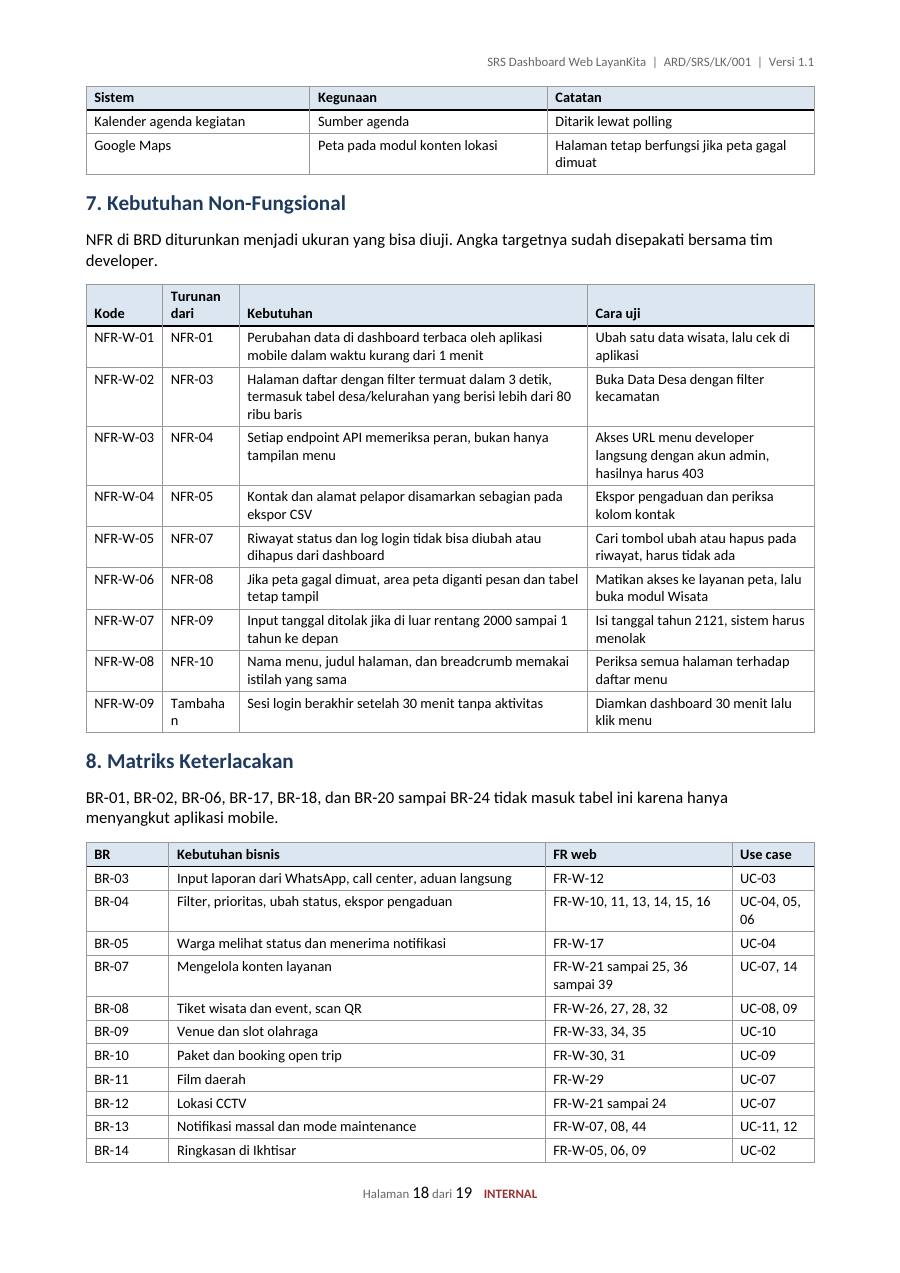 SRS Dashboard Web LayanKita | ARD/SRS/LK/001 | Versi 1.1
Sistem Kegunaan Catatan
Kalender agenda kegiatan Sumber agenda Ditarik lewat polling
Google Maps Peta pada modul konten lokasi Halaman tetap berfungsi jika peta gagal
dimuat
7. Kebutuhan Non-Fungsional
NFR di BRD diturunkan menjadi ukuran yang bisa diuji. Angka targetnya sudah disepakati bersama tim
developer.
Turunan
Kode dari Kebutuhan Cara uji
NFR-W-01 NFR-01 Perubahan data di dashboard terbaca oleh aplikasi Ubah satu data wisata, lalu cek di
mobile dalam waktu kurang dari 1 menit aplikasi
NFR-W-02 NFR-03 Halaman daftar dengan filter termuat dalam 3 detik, Buka Data Desa dengan filter
termasuk tabel desa/kelurahan yang berisi lebih dari 80 kecamatan
ribu baris
NFR-W-03 NFR-04 Setiap endpoint API memeriksa peran, bukan hanya Akses URL menu developer
tampilan menu langsung dengan akun admin,
hasilnya harus 403
NFR-W-04 NFR-05 Kontak dan alamat pelapor disamarkan sebagian pada Ekspor pengaduan dan periksa
ekspor CSV kolom kontak
NFR-W-05 NFR-07 Riwayat status dan log login tidak bisa diubah atau Cari tombol ubah atau hapus pada
dihapus dari dashboard riwayat, harus tidak ada
NFR-W-06 NFR-08 Jika peta gagal dimuat, area peta diganti pesan dan tabel Matikan akses ke layanan peta, lalu
tetap tampil buka modul Wisata
NFR-W-07 NFR-09 Input tanggal ditolak jika di luar rentang 2000 sampai 1 Isi tanggal tahun 2121, sistem harus
tahun ke depan menolak
NFR-W-08 NFR-10 Nama menu, judul halaman, dan breadcrumb memakai Periksa semua halaman terhadap
istilah yang sama daftar menu
NFR-W-09 Tambaha Sesi login berakhir setelah 30 menit tanpa aktivitas Diamkan dashboard 30 menit lalu
n klik menu
8. Matriks Keterlacakan
BR-01, BR-02, BR-06, BR-17, BR-18, dan BR-20 sampai BR-24 tidak masuk tabel ini karena hanya
menyangkut aplikasi mobile.
BR Kebutuhan bisnis FR web Use case
BR-03 Input laporan dari WhatsApp, call center, aduan langsung FR-W-12 UC-03
BR-04 Filter, prioritas, ubah status, ekspor pengaduan FR-W-10, 11, 13, 14, 15, 16 UC-04, 05,
06
BR-05 Warga melihat status dan menerima notifikasi FR-W-17 UC-04
BR-07 Mengelola konten layanan FR-W-21 sampai 25, 36 UC-07, 14
sampai 39
BR-08 Tiket wisata dan event, scan QR FR-W-26, 27, 28, 32 UC-08, 09
BR-09 Venue dan slot olahraga FR-W-33, 34, 35 UC-10
BR-10 Paket dan booking open trip FR-W-30, 31 UC-09
BR-11 Film daerah FR-W-29 UC-07
BR-12 Lokasi CCTV FR-W-21 sampai 24 UC-07
BR-13 Notifikasi massal dan mode maintenance FR-W-07, 08, 44 UC-11, 12
BR-14 Ringkasan di Ikhtisar FR-W-05, 06, 09 UC-02
Halaman 18 dari 19 INTERNAL